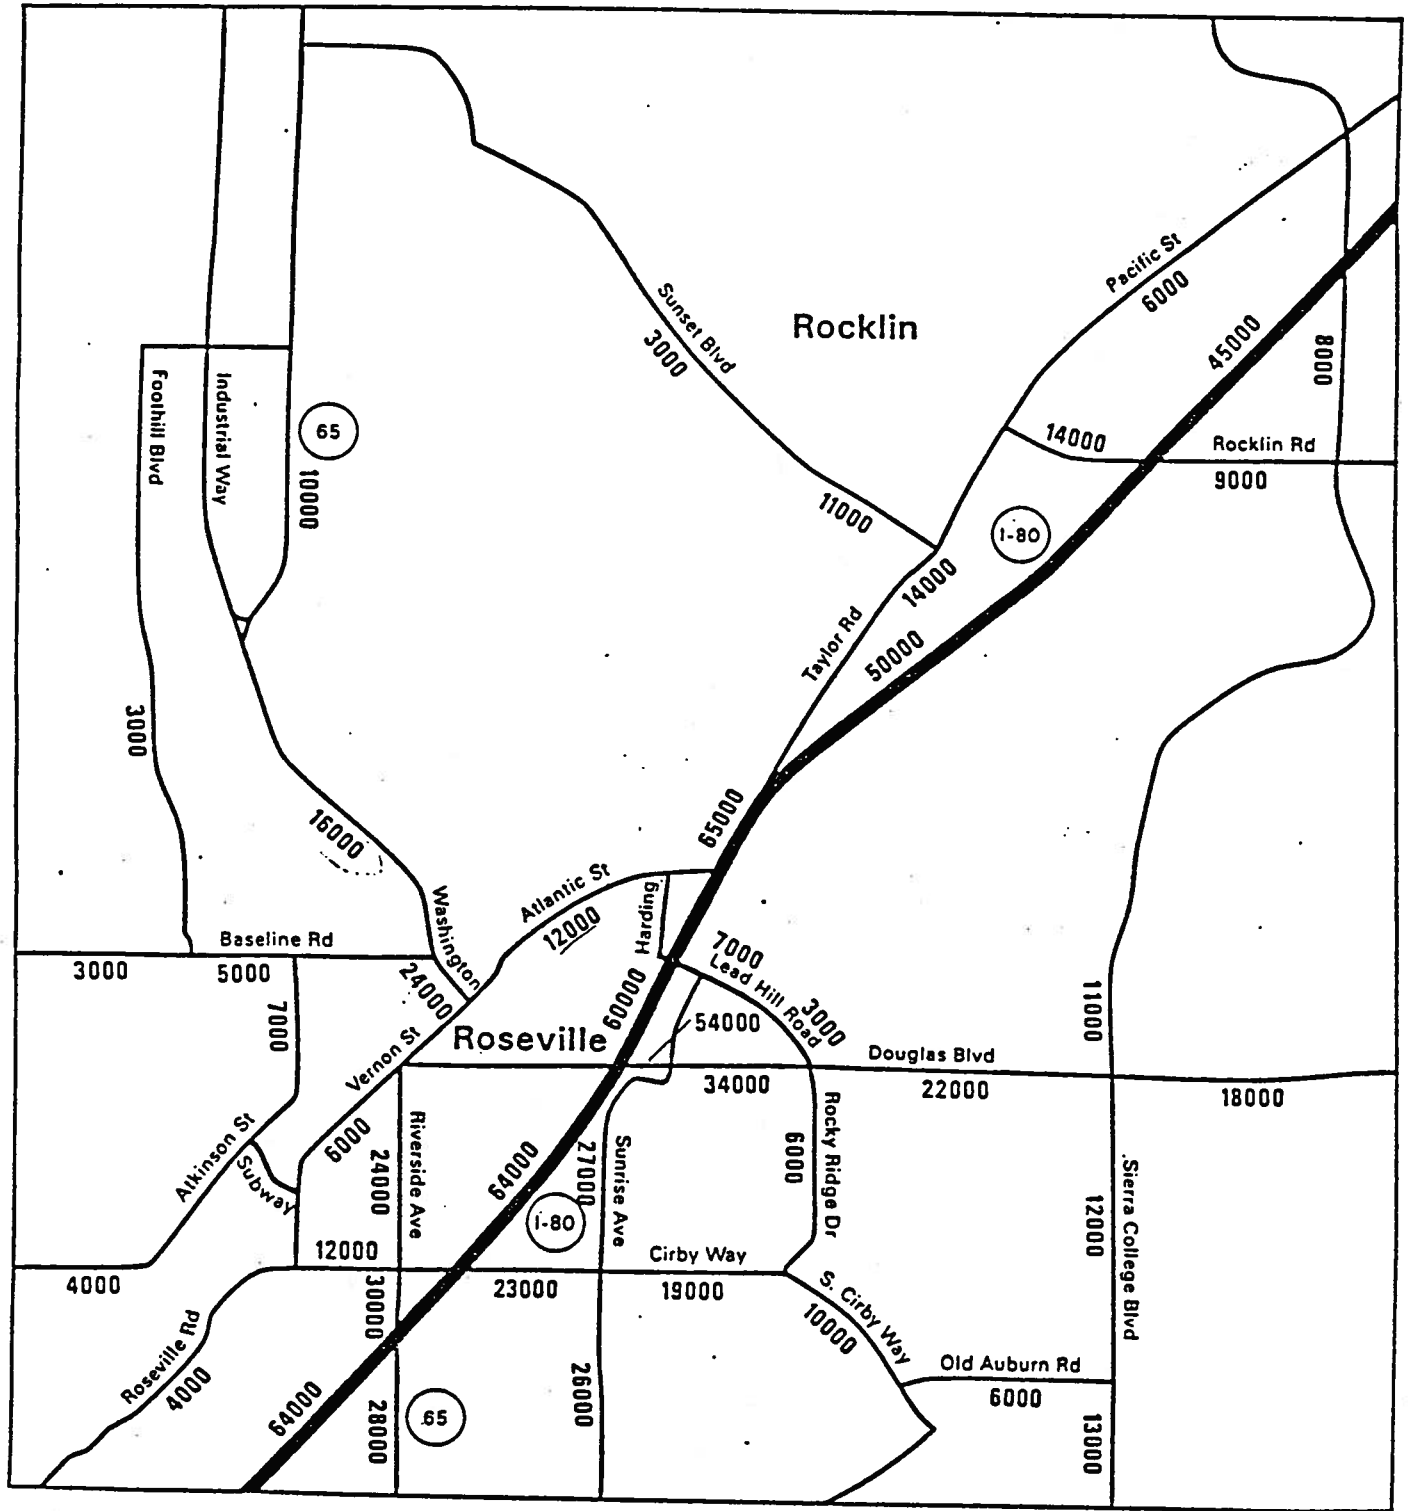 Pacific St
6000
Rocklin
Sunset Blvd
3000
45000
8000
Foothill Blvd
Industrial Way
65
10000
14000
Rocklin Rd
9000
11000
I-80
14000
Taylor Rd
50000
3000
65000
16000
Washington
Atlantic St
12000
Harding
Baseline Rd
3000
5000
24000
7000
Lead Hill Road
3000
60000
54000
11000
7000
Roseville
Vernon St
Douglas Blvd
34000
22000
18000
Atkinson St
Subway
6000
24000
Riverside Ave
64000
27000
Sunrise Ave
6000
Rocky Ridge Dr
I-80
12000
Sierra College Blvd
12000
Cirby Way
4000
23000
19000
30000
S. Cirby Way
10000
Roseville Rd
4000
Old Auburn Rd
6000
64000
28000
65
26000
13000